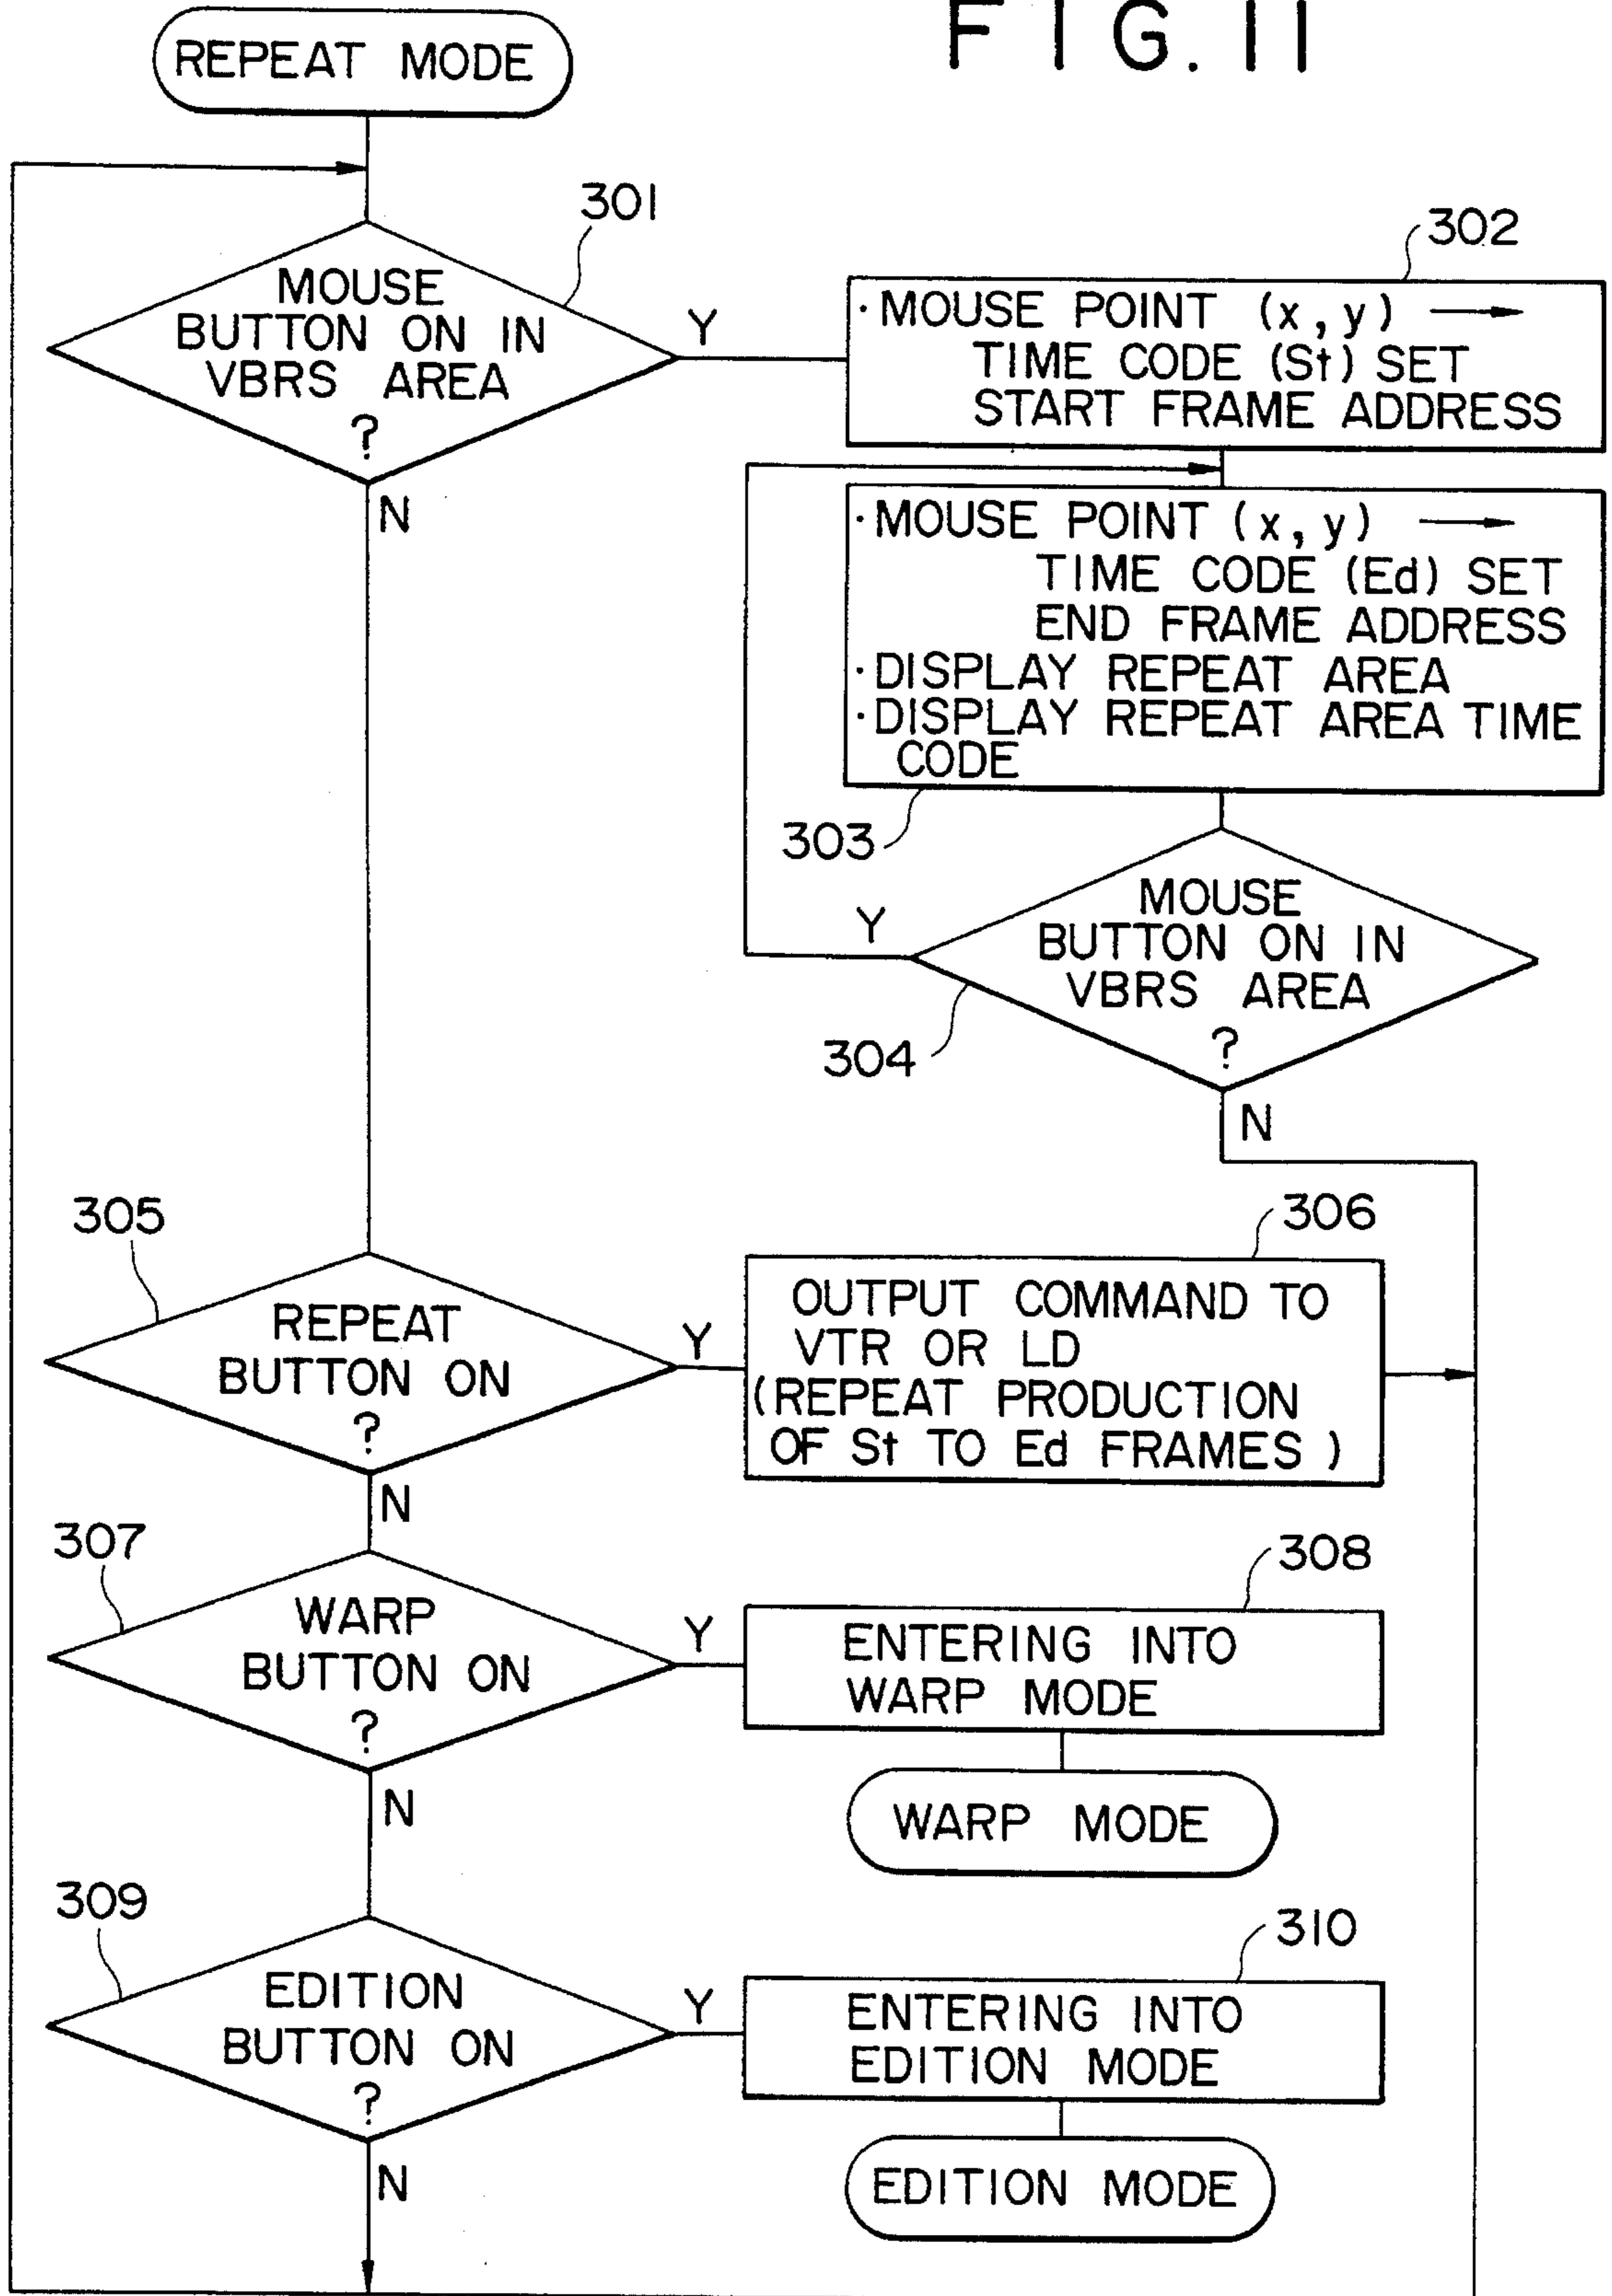 FIG. 11
REPEAT MODE
301
MOUSE
BUTTON ON IN
VBRS AREA
?
Y
N
302
·MOUSE POINT (x, y) →
TIME CODE (St) SET
START FRAME ADDRESS
·MOUSE POINT (x, y) →
TIME CODE (Ed) SET
END FRAME ADDRESS
·DISPLAY REPEAT AREA
·DISPLAY REPEAT AREA TIME
CODE
303
MOUSE
BUTTON ON IN
VBRS AREA
?
Y
304
N
305
REPEAT
BUTTON ON
?
Y
N
306
OUTPUT COMMAND TO
VTR OR LD
(REPEAT PRODUCTION
OF St TO Ed FRAMES )
307
WARP
BUTTON ON
?
Y
N
308
ENTERING INTO
WARP MODE
WARP MODE
309
EDITION
BUTTON ON
?
Y
N
310
ENTERING INTO
EDITION MODE
EDITION MODE